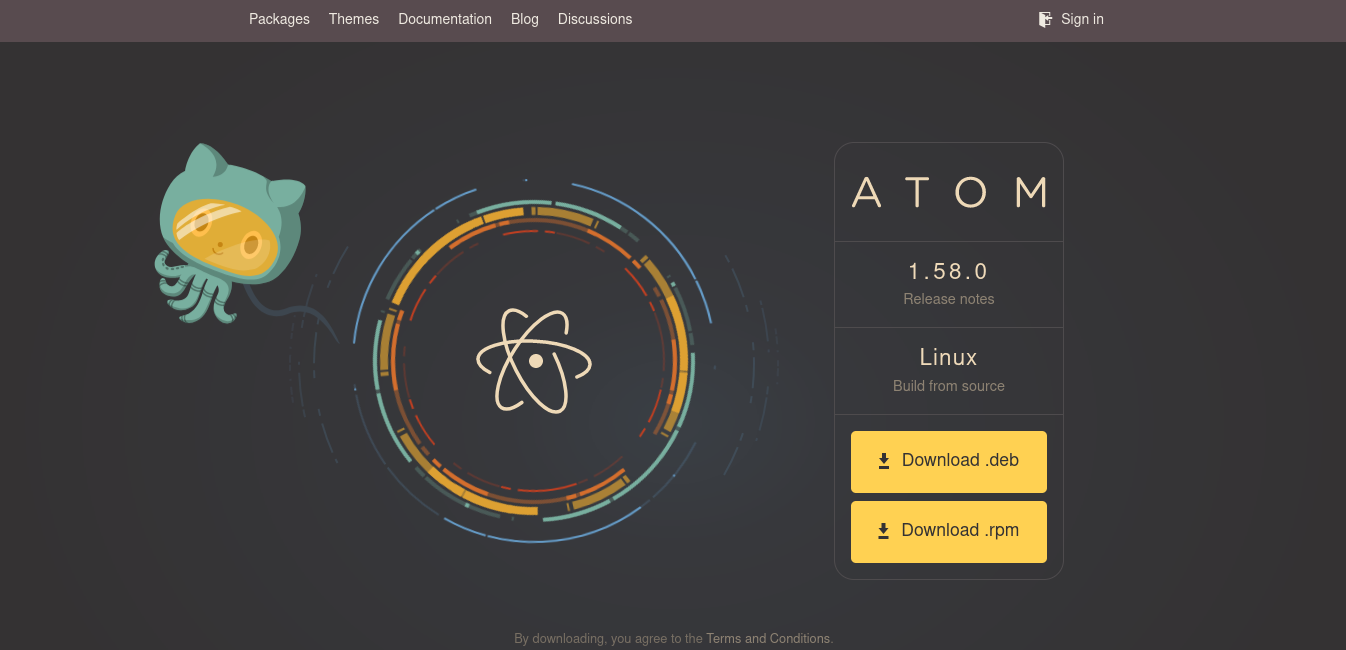 Packages Themes Documentation Blog Discussions Sign in
ATOM
1.58.0
Release notes
Linux
Build from source
Download .deb
Download .rpm
By downloading, you agree to the Terms and Conditions.